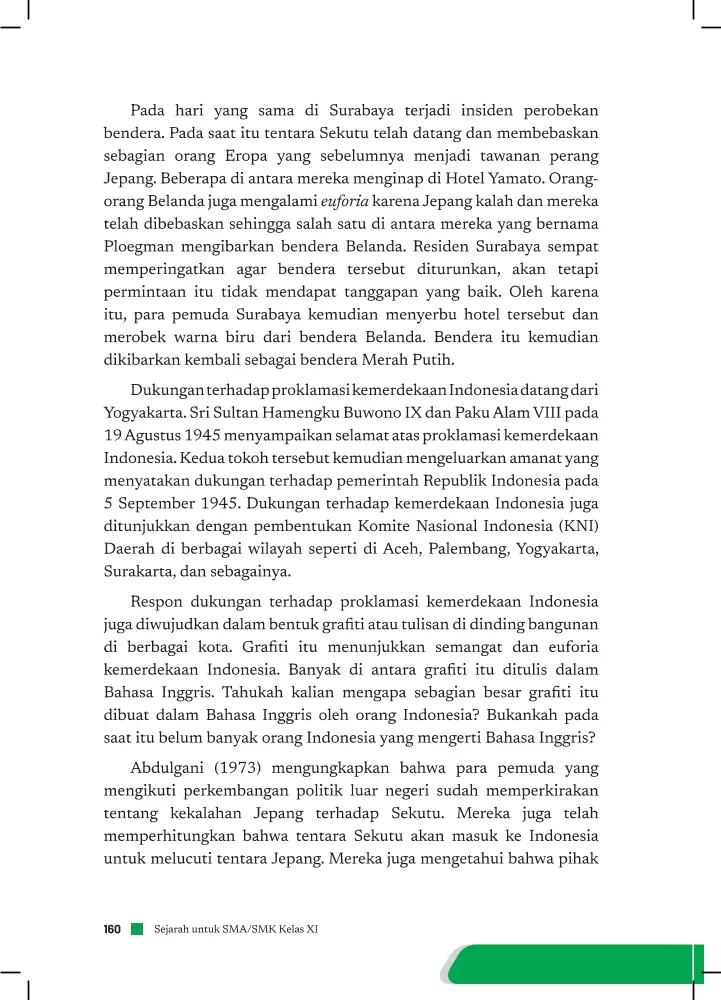 Pada hari yang sama di Surabaya terjadi insiden perobekan
bendera. Pada saat itu tentara Sekutu telah datang dan membebaskan
sebagian orang Eropa yang sebelumnya menjadi tawanan perang
Jepang. Beberapa di antara mereka menginap di Hotel Yamato. Orang-
orang Belanda juga mengalami euforia karena Jepang kalah dan mereka
telah dibebaskan sehingga salah satu di antara mereka yang bernama
Ploegman mengibarkan bendera Belanda. Residen Surabaya sempat
memperingatkan agar bendera tersebut diturunkan, akan tetapi
permintaan itu tidak mendapat tanggapan yang baik. Oleh karena
itu, para pemuda Surabaya kemudian menyerbu hotel tersebut dan
merobek warna biru dari bendera Belanda. Bendera itu kemudian
dikibarkan kembali sebagai bendera Merah Putih.
Dukungan terhadap proklamasi kemerdekaan Indonesia datang dari
Yogyakarta. Sri Sultan Hamengku Buwono IX dan Paku Alam VIII pada
19 Agustus 1945 menyampaikan selamat atas proklamasi kemerdekaan
Indonesia. Kedua tokoh tersebut kemudian mengeluarkan amanat yang
menyatakan dukungan terhadap pemerintah Republik Indonesia pada
5 September 1945. Dukungan terhadap kemerdekaan Indonesia juga
ditunjukkan dengan pembentukan Komite Nasional Indonesia (KNI)
Daerah di berbagai wilayah seperti di Aceh, Palembang, Yogyakarta,
Surakarta, dan sebagainya.
Respon dukungan terhadap proklamasi kemerdekaan Indonesia
juga diwujudkan dalam bentuk grafiti atau tulisan di dinding bangunan
di berbagai kota. Grafiti itu menunjukkan semangat dan euforia
kemerdekaan Indonesia. Banyak di antara grafiti itu ditulis dalam
Bahasa Inggris. Tahukah kalian mengapa sebagian besar grafiti itu
dibuat dalam Bahasa Inggris oleh orang Indonesia? Bukankah pada
saat itu belum banyak orang Indonesia yang mengerti Bahasa Inggris?
Abdulgani (1973) mengungkapkan bahwa para pemuda yang
mengikuti perkembangan politik luar negeri sudah memperkirakan
tentang kekalahan Jepang terhadap Sekutu. Mereka juga telah
memperhitungkan bahwa tentara Sekutu akan masuk ke Indonesia
untuk melucuti tentara Jepang. Mereka juga mengetahui bahwa pihak
160 Sejarah untuk SMA/SMK Kelas XI